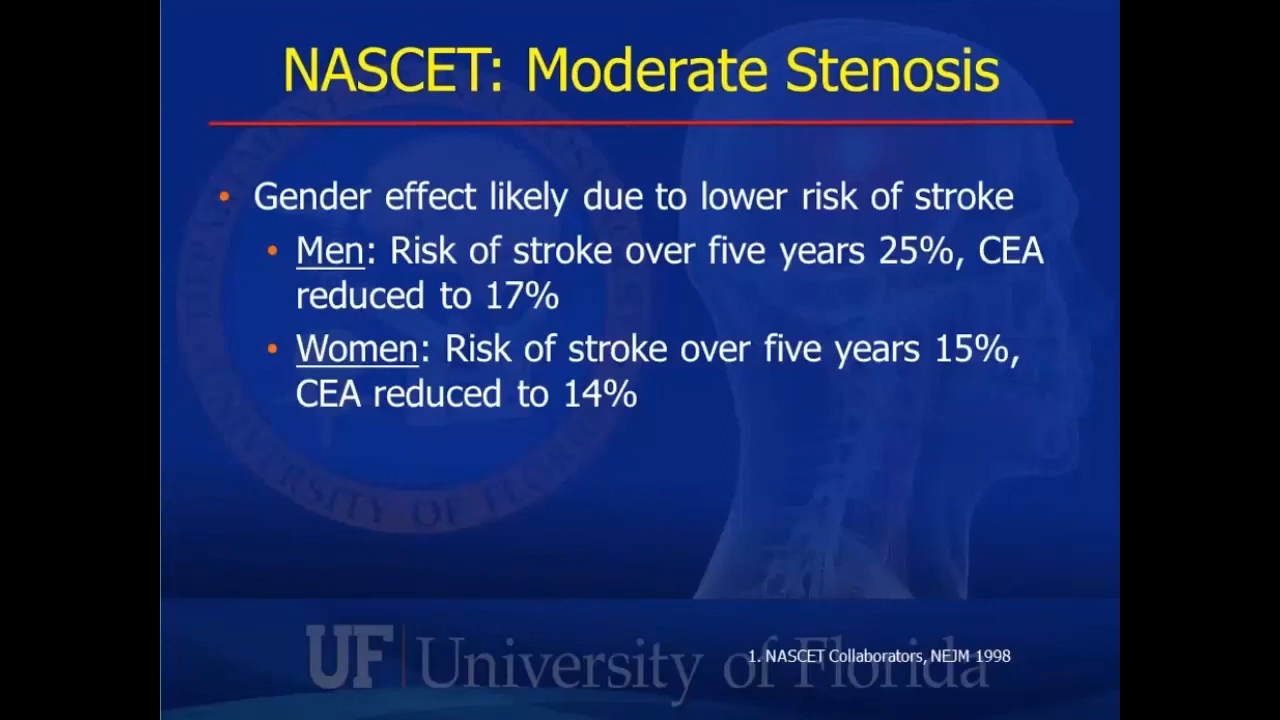 NASCET: Moderate Stenosis
• Gender effect likely due to lower risk of stroke
• Men: Risk of stroke over five years 25%, CEA
reduced to 17%
• Women: Risk of stroke over five years 15%,
CEA reduced to 14%
UF University of Florida
1. NASCET Collaborators, NEJM 1998